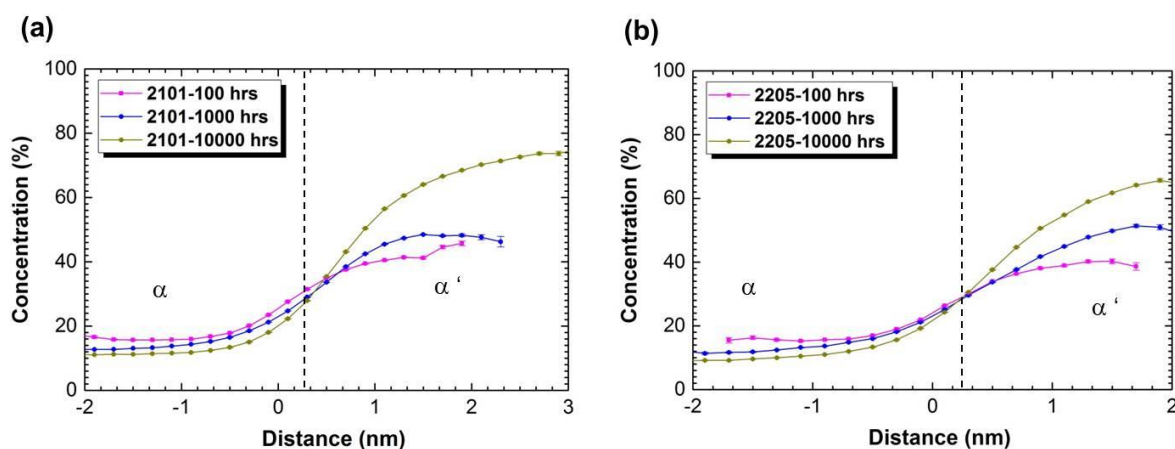 (a)
2101-100 hrs
2101-1000 hrs
2101-10000 hrs
Concentration (%)
100
80
60
40
20
0
α
α '
-2 -1 0 1 2 3
Distance (nm)
(b)
2205-100 hrs
2205-1000 hrs
2205-10000 hrs
Concentration (%)
100
80
60
40
20
0
α
α '
-2 -1 0 1 2
Distance (nm)